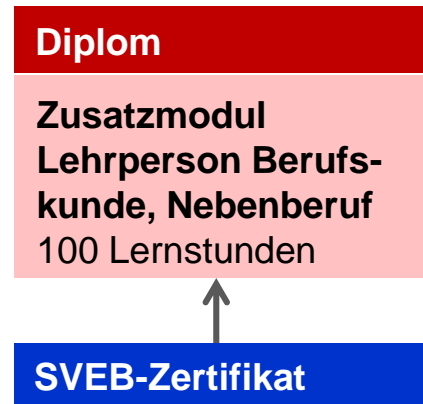 Diplom
Zusatzmodul
Lehrperson Berufs-
kunde, Nebenberuf
100 Lernstunden
SVEB-Zertifikat